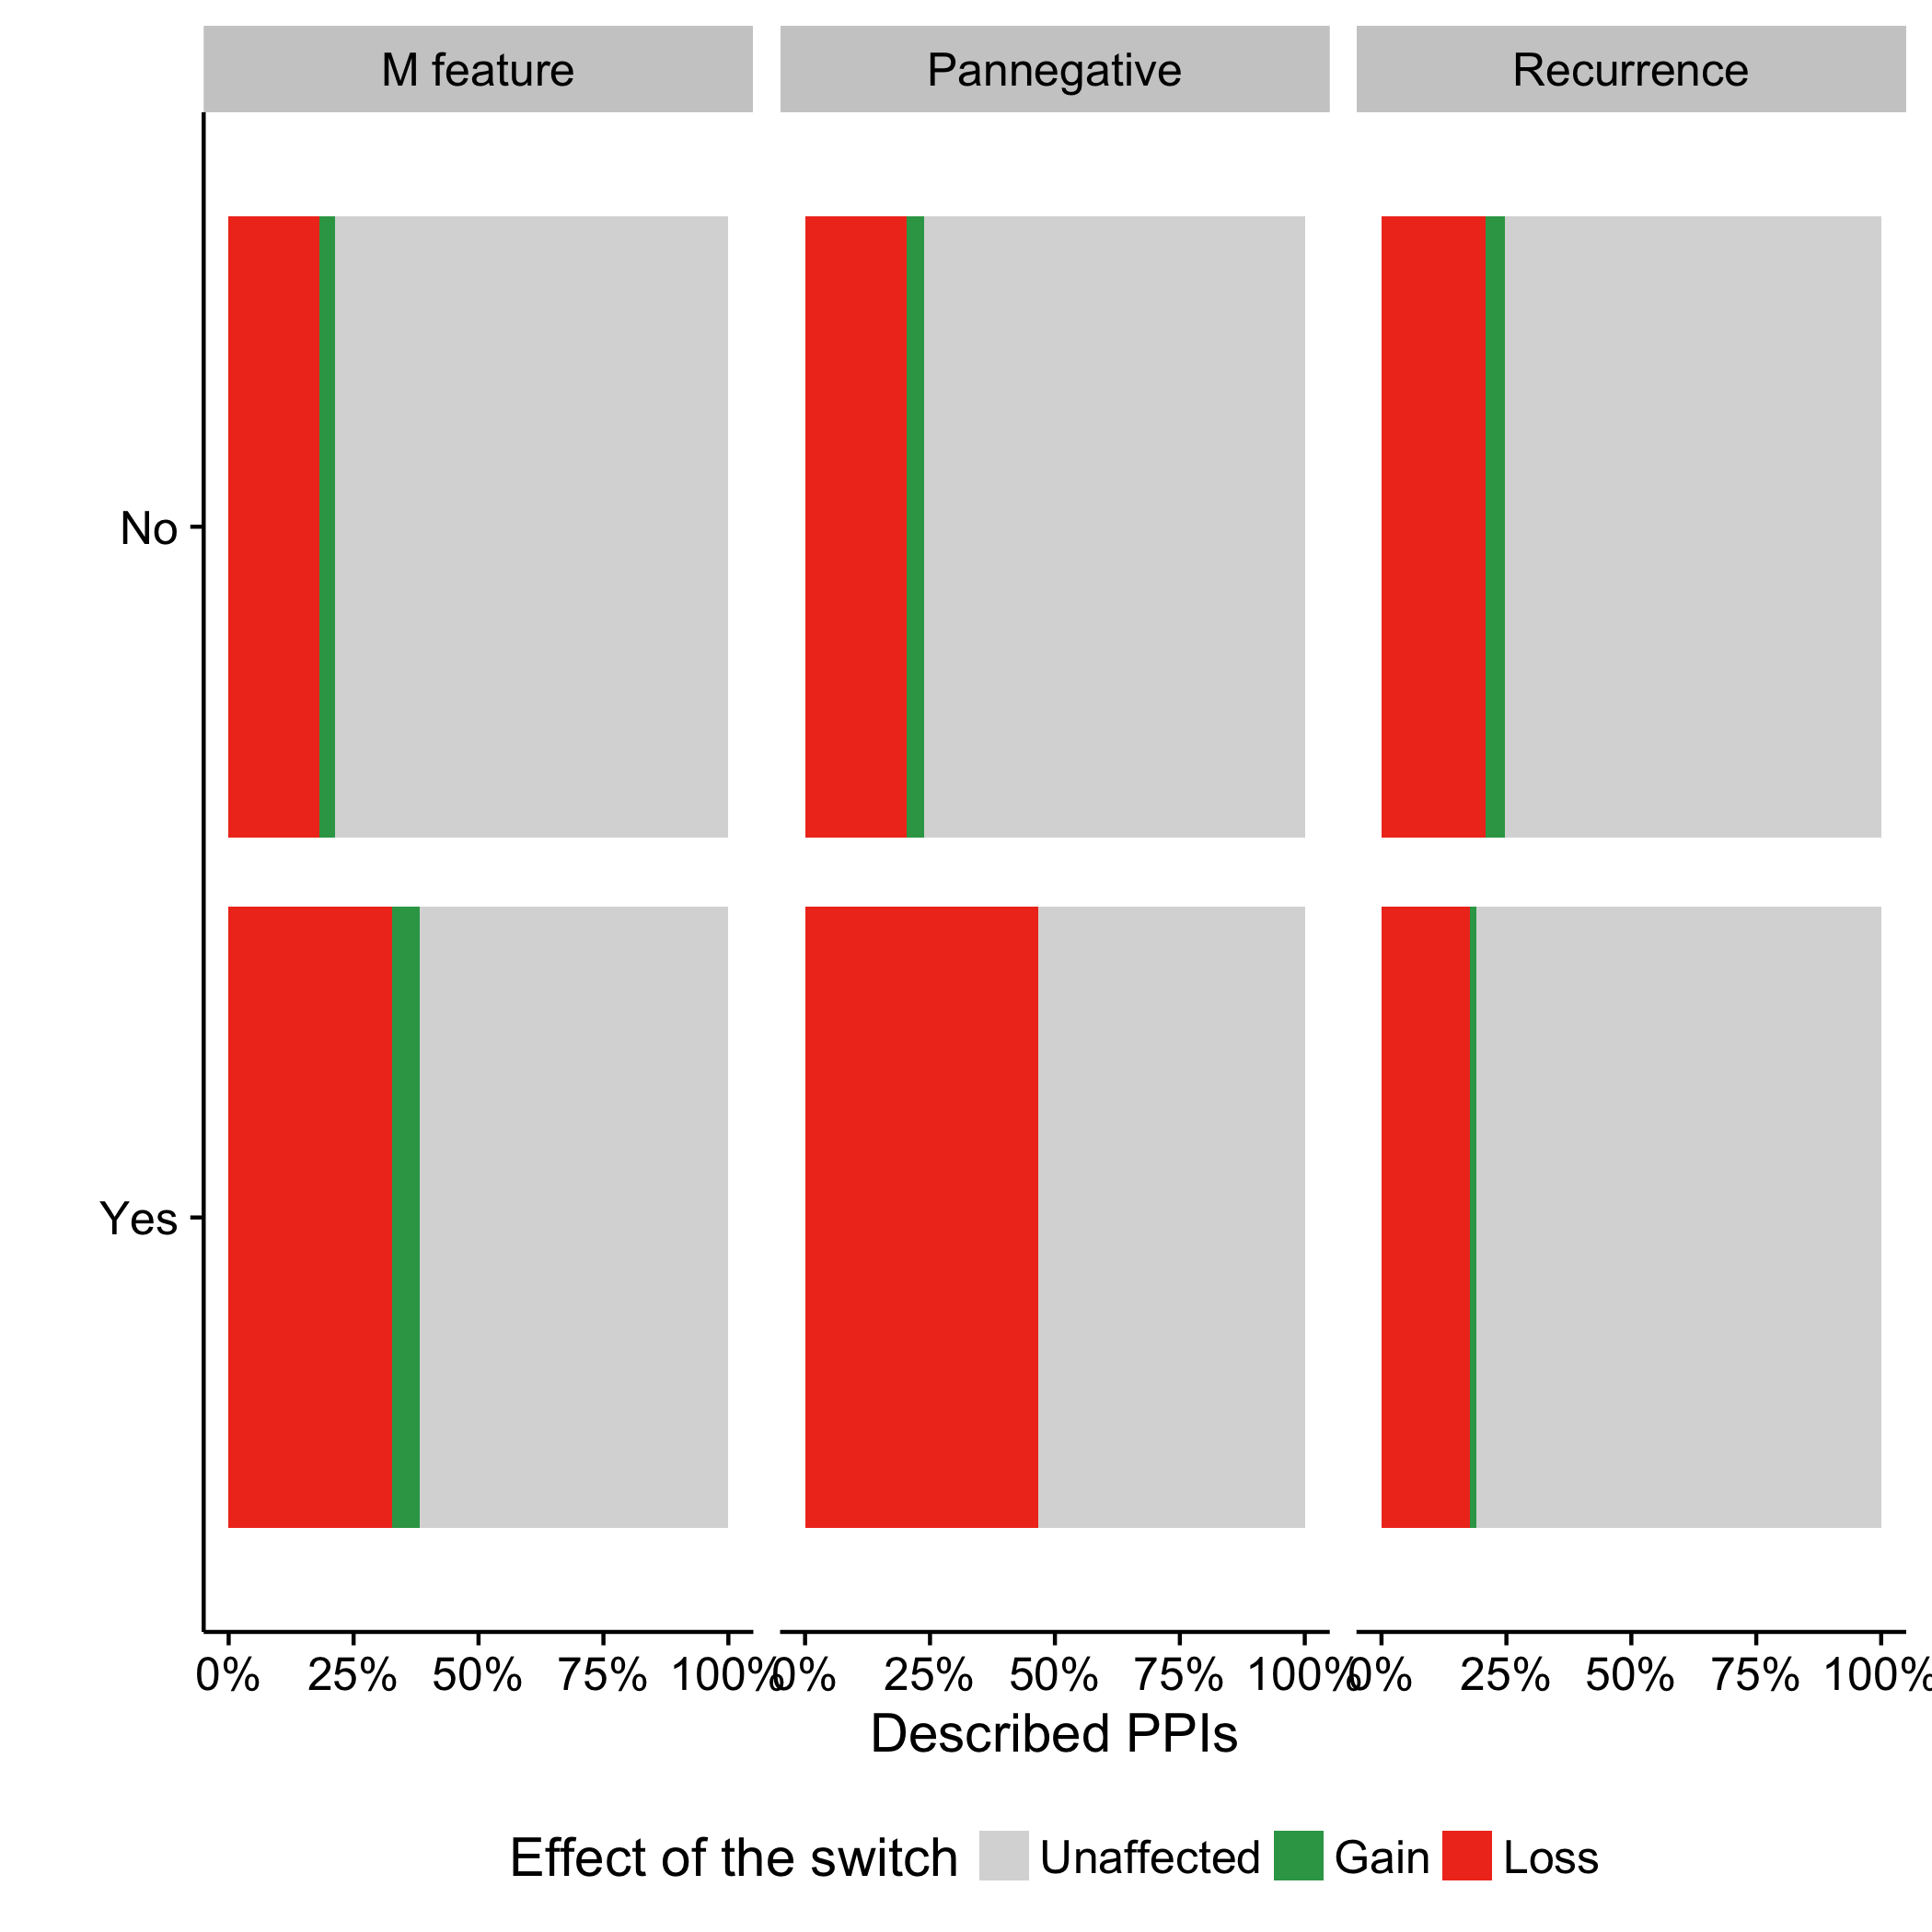 M feature Pannegative Recurrence
No
Yes
0% 25% 50% 75% 100% 0% 25% 50% 75% 100% 0% 25% 50% 75% 100%
Described PPIs
Effect of the switch Unaffected Gain Loss